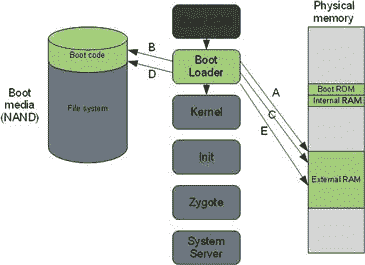 Physical
memory
B
D
Boot code
Boot
Loader
A
C
E
Boot ROM
Internal RAM
Boot
media
(NAND)
File system
Kernel
Init
External RAM
Zygote
System
Server